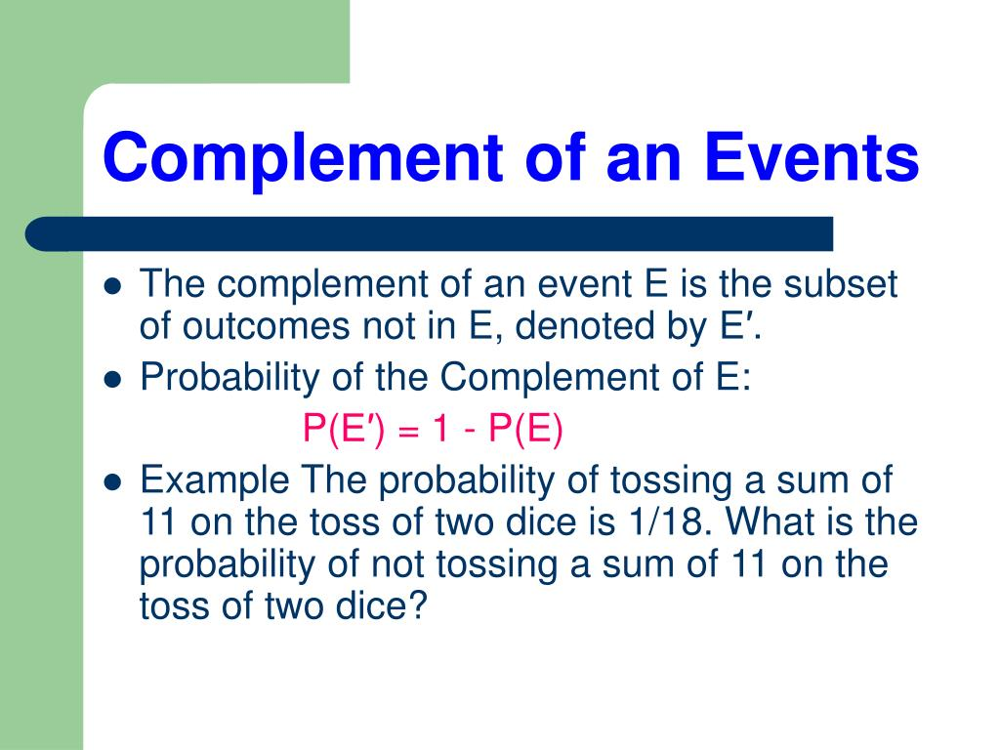 Complement of an Events
● The complement of an event E is the subset
of outcomes not in E, denoted by E′.
● Probability of the Complement of E:
P(E′) = 1 - P(E)
● Example The probability of tossing a sum of
11 on the toss of two dice is 1/18. What is the
probability of not tossing a sum of 11 on the
toss of two dice?